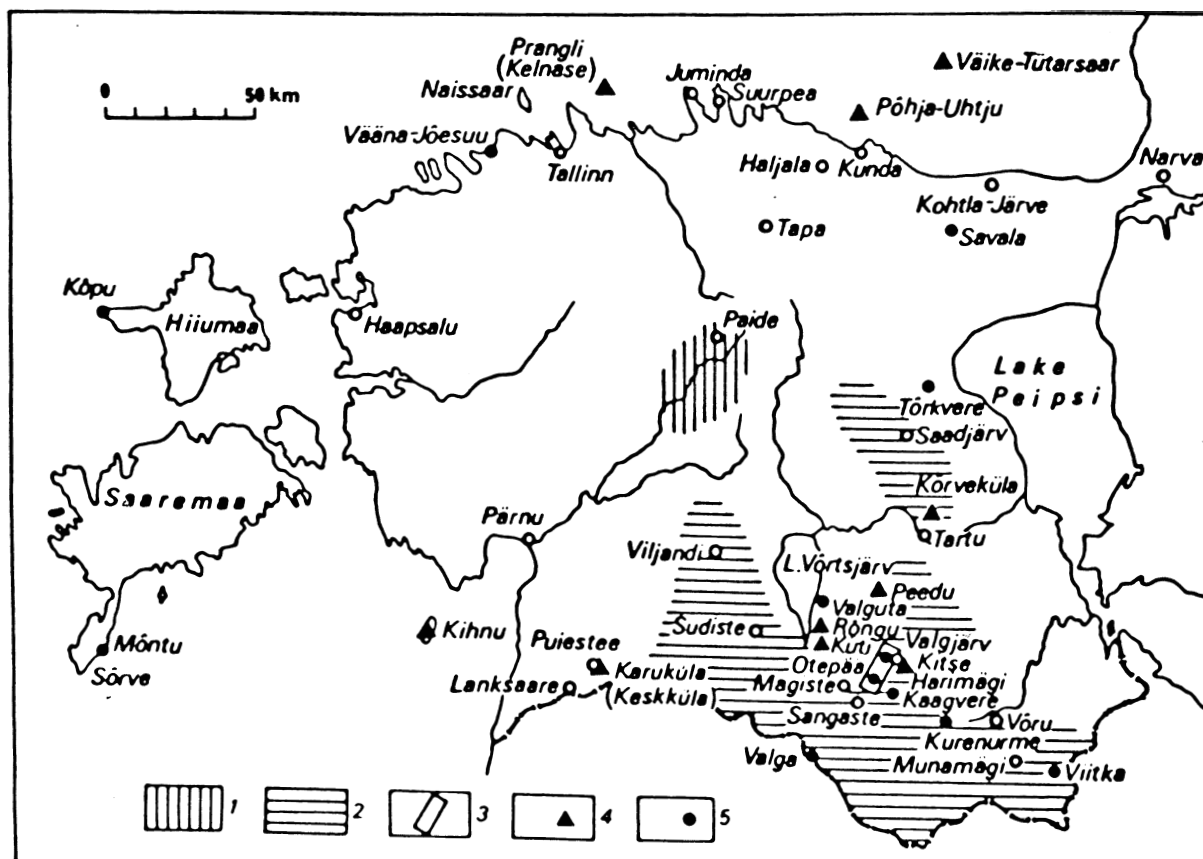 Prangli
(Kelnase)
Väike-Tütarsaar
0 50 km
Naissaar
Juminda
Suurpea
Põhja-Uhtju
Vääna-Jõesuu
Tallinn
Haljala
Kunda
Narva
Kohtla-Järve
Tapa
Savala
Kõpu
Hiiumaa
Haapsalu
Paide
Lake
Peipsi
Tõrkvere
Saadjärv
Saaremaa
Kõrveküla
Pärnu
Viljandi
Tartu
L.Võrtsjärv
Peedu
Valguta
Kihnu
Puiestee
Šudiste
Rõngu
Valgjärv
Kuti
Mõntu
Karuküla
Otepää
Kitse
Sõrve
Lanksaare
(Keskküla)
Magiste
Harimägi
Kaagvere
Sangaste
Võru
Kurenurme
Valga
Munamägi
Viitka
1 2 3 4 5